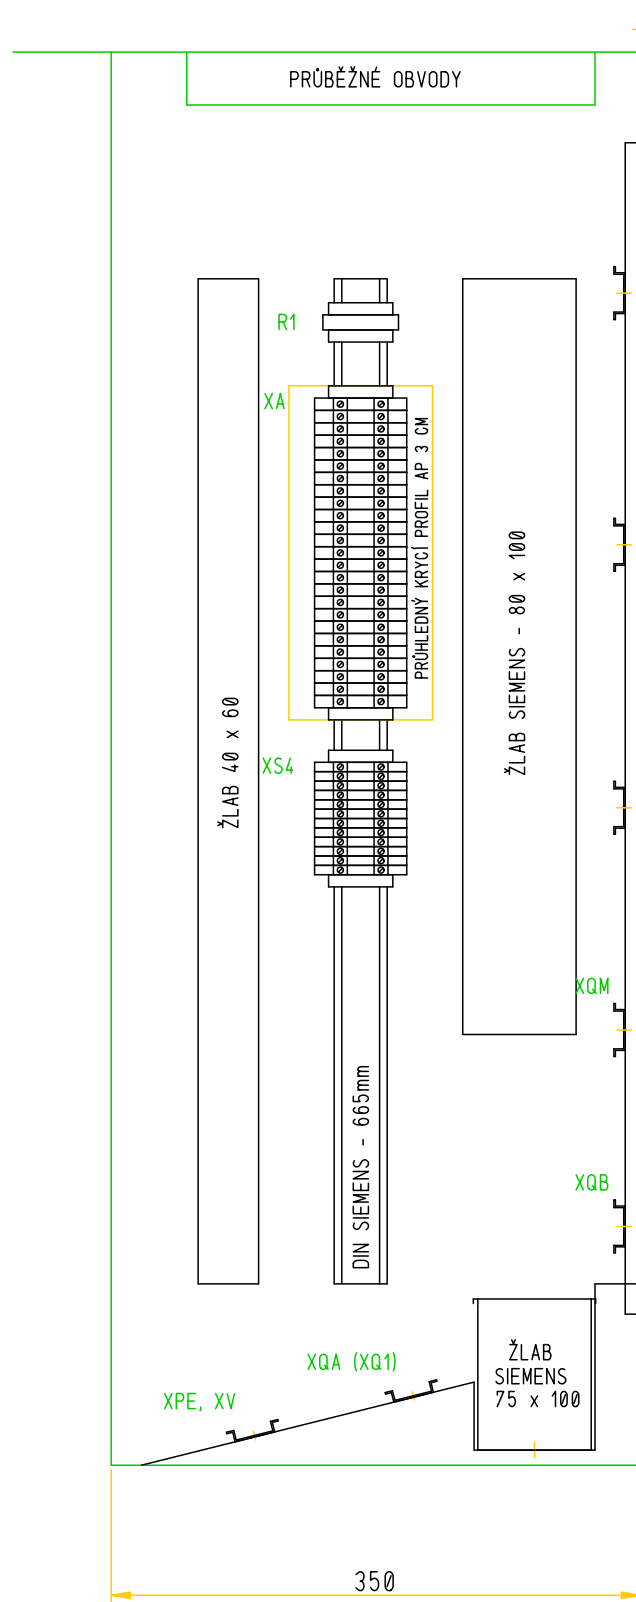 PRŮBĚŽNÉ OBVODY
R1
XA
PRŮHLEDNÝ KRYCÍ PROFIL AP 3 CM
ŽLAB SIEMENS - 80 x 100
ŽLAB 40 x 60
XS4
XQM
DIN SIEMENS - 665mm
XQB
XQA (XQ1)
ŽLAB
SIEMENS
75 x 100
XPE, XV
350